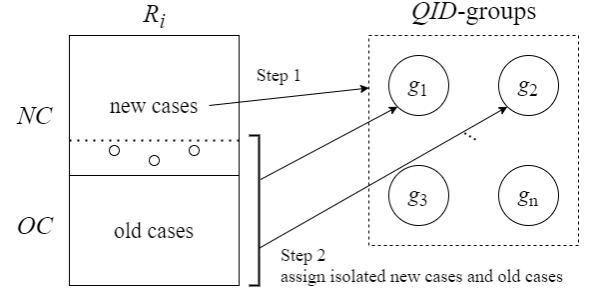 R_i
QID-groups
Step 1
g_1
g_2
NC
new cases
...
g_3
g_n
OC
old cases
Step 2
assign isolated new cases and old cases